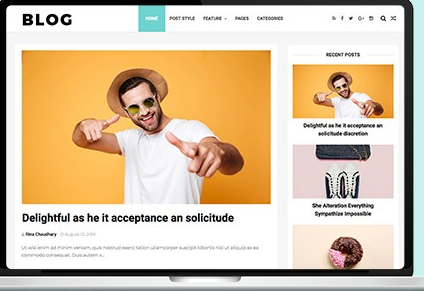 BLOG
HOME POST STYLE FEATURE PAGES CATEGORIES
RECENT POSTS
Delightful as he it acceptance an
solicitude discretion
She Alteration Everything
Sympathize Impossible
Delightful as he it acceptance an solicitude
Rina Choudhary August 13, 2016
Ut wisi enim ad minim veniam, quis nostrud exerci tation ullamcorper suscipit lobortis nisl ut aliquip ex ea
commodo consequat. Duis autem v...